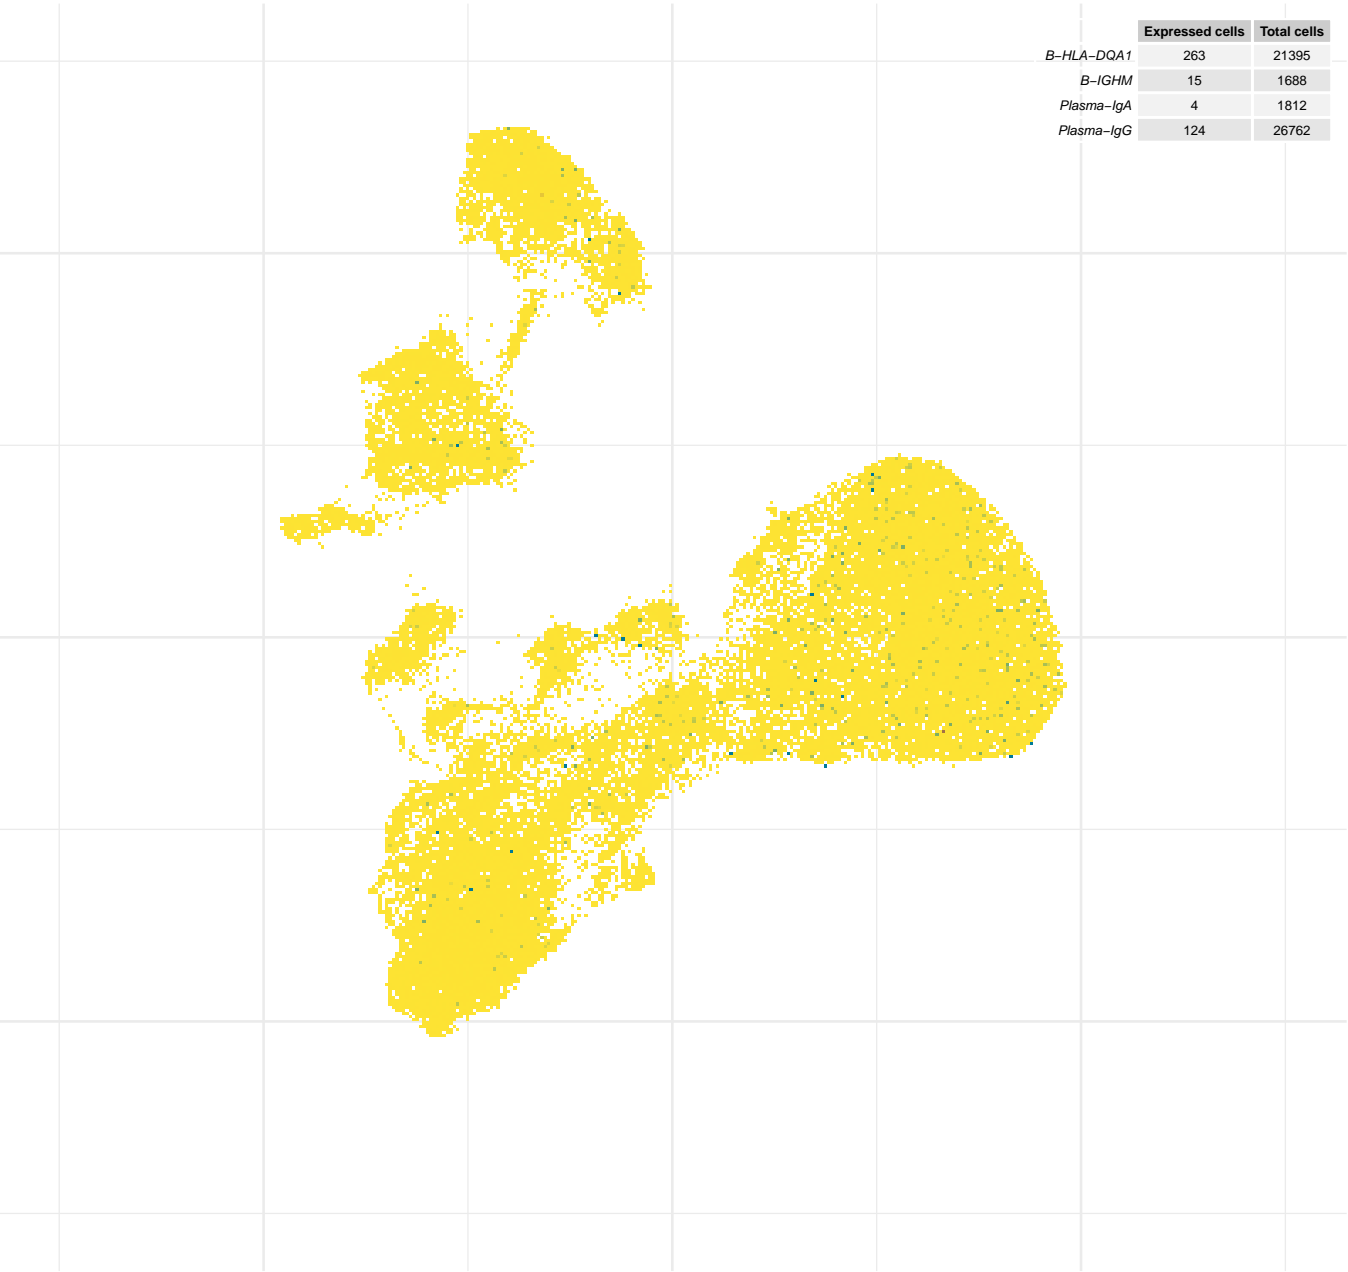 Expressed cells Total cells
B−HLA−DQA1 263 21395
B−IGHM 15 1688
Plasma−IgA 4 1812
Plasma−IgG 124 26762